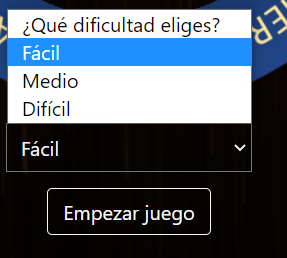 ¿Qué dificultad eliges?
Fácil
Medio
Difícil
Fácil
Empezar juego